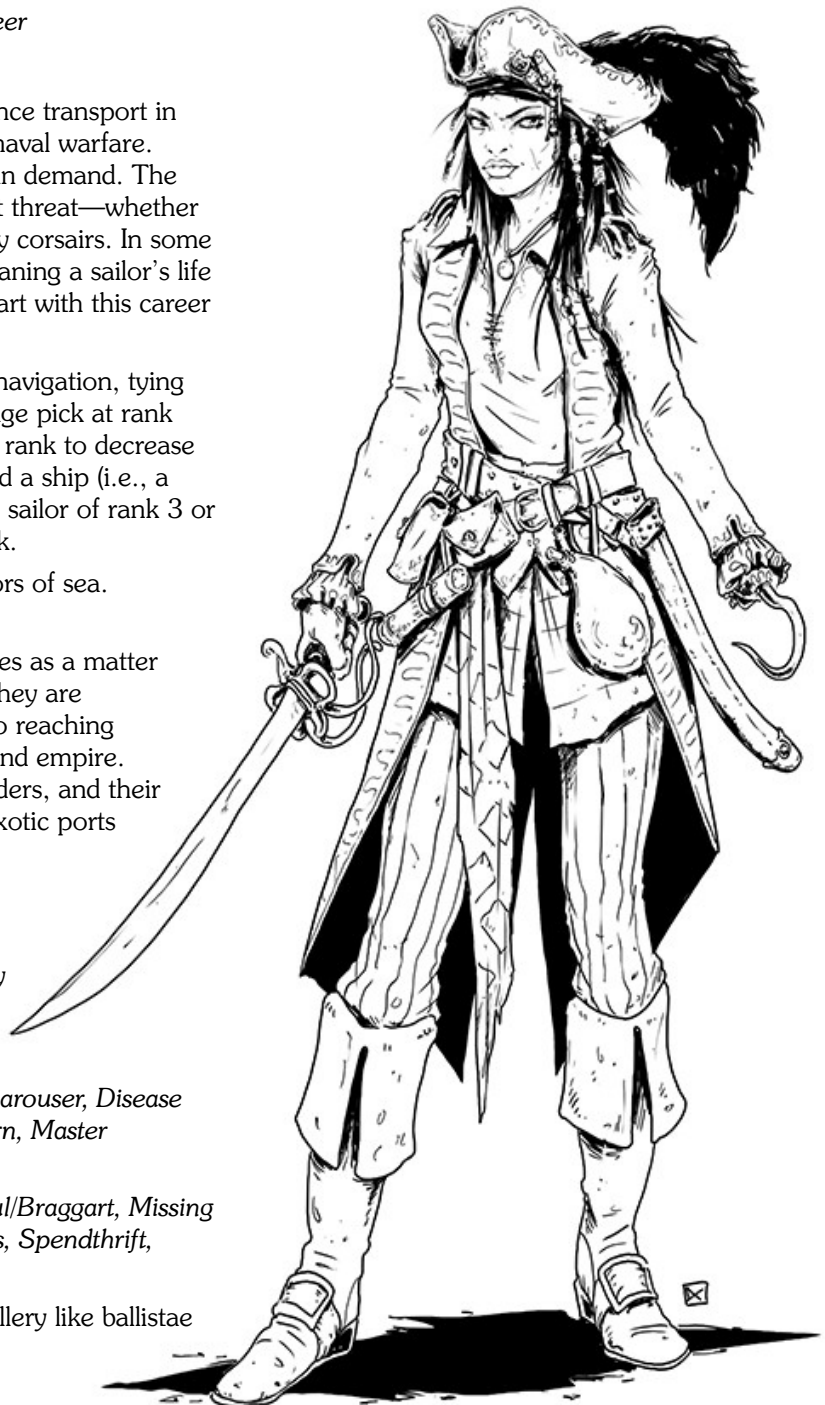 eer
nce transport in
naval warfare.
in demand. The
t threat—whether
y corsairs. In some
aning a sailor’s life
art with this career
navigation, tying
ge pick at rank
rank to decrease
d a ship (i.e., a
sailor of rank 3 or
k.
ors of sea.
es as a matter
hey are
o reaching
nd empire.
ders, and their
xotic ports
y
arouser, Disease
rn, Master
ul/Braggart, Missing
s, Spendthrift,
llery like ballistae